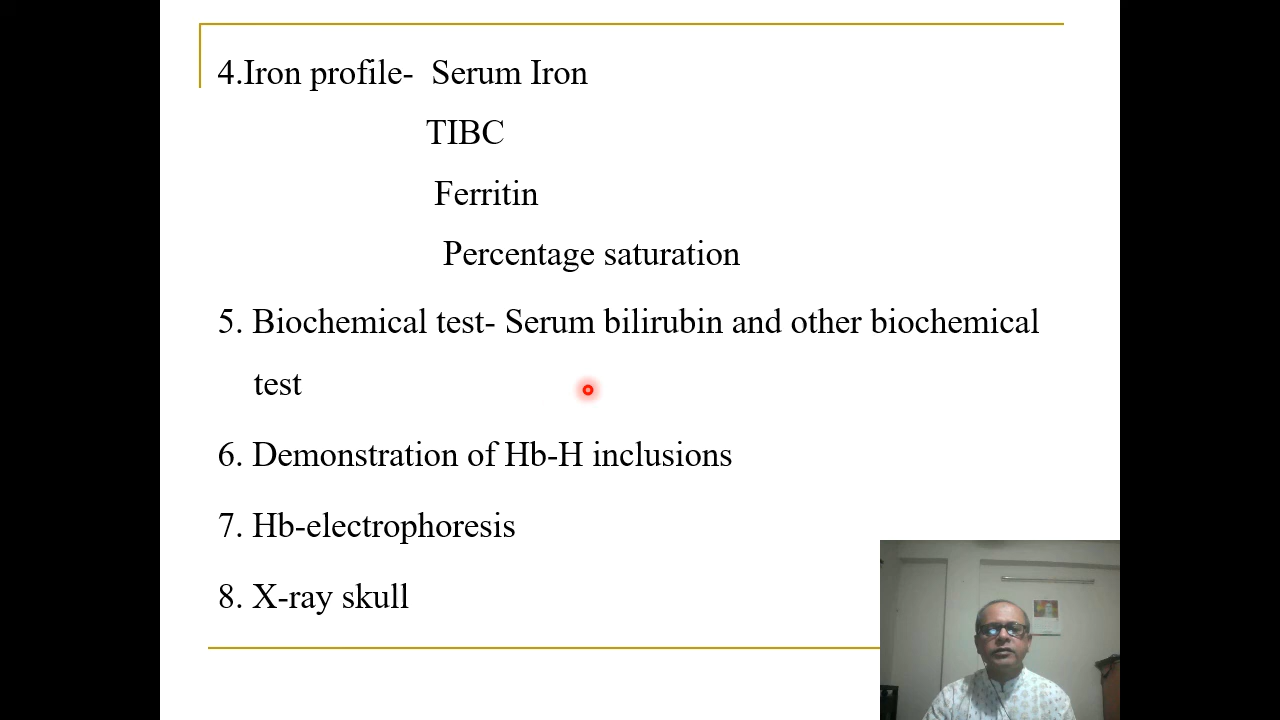 4.Iron profile- Serum Iron
TIBC
Ferritin
Percentage saturation
5. Biochemical test- Serum bilirubin and other biochemical
test
6. Demonstration of Hb-H inclusions
7. Hb-electrophoresis
8. X-ray skull